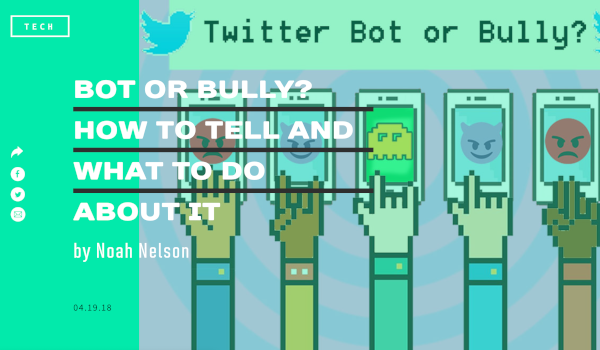 TECH
Twitter Bot or Bully?
BOT OR BULLY?
HOW TO TELL AND
WHAT TO DO
ABOUT IT
by Noah Nelson
04.19.18